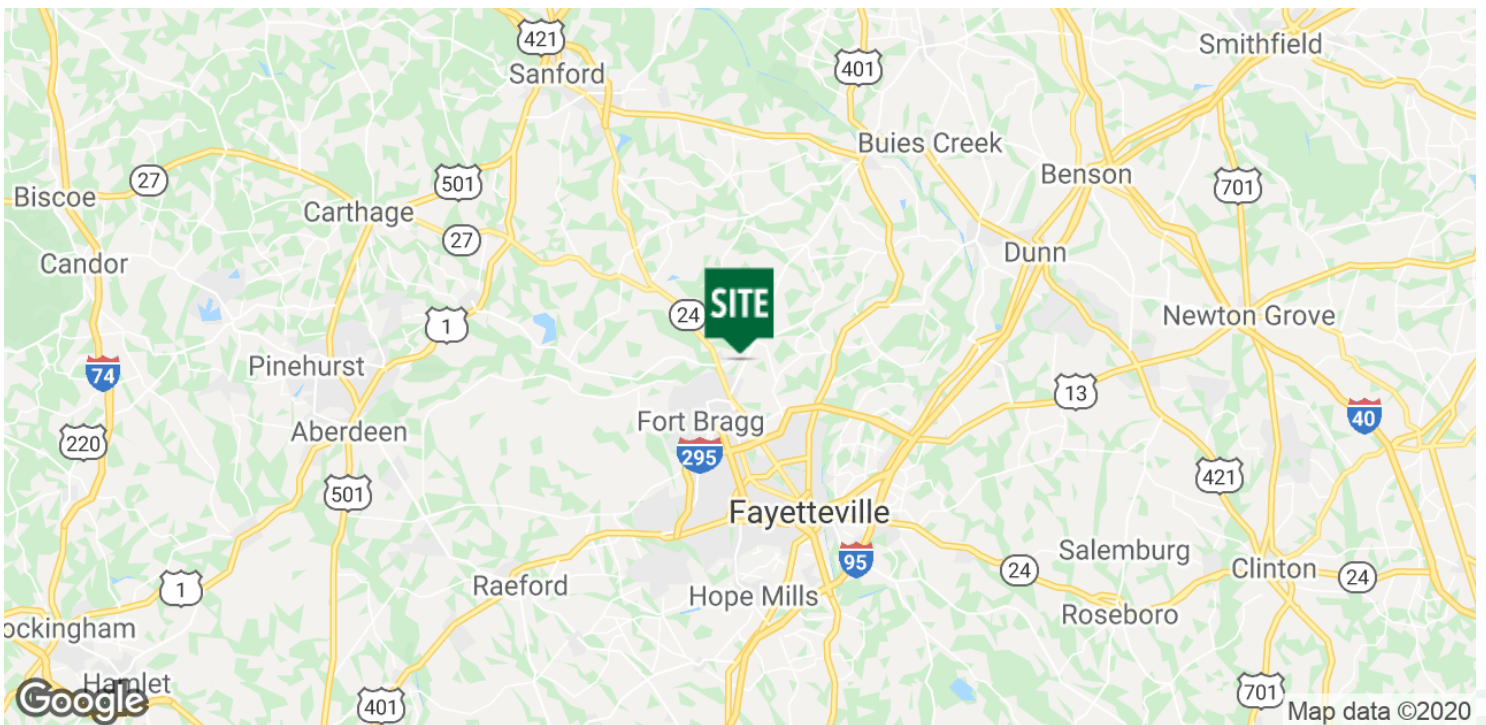 421
Sanford
401
Smithfield
Buies Creek
27
501
Benson
701
Biscoe
Carthage
27
Dunn
Candor
SITE
24
1
Newton Grove
Pinehurst
74
13
Fort Bragg
40
220
Aberdeen
295
421
501
Fayetteville
95
Salemburg
24
Clinton
24
1
Raeford
Hope Mills
Roseboro
ockingham
Hamlet
Google
401
701
Map data ©2020